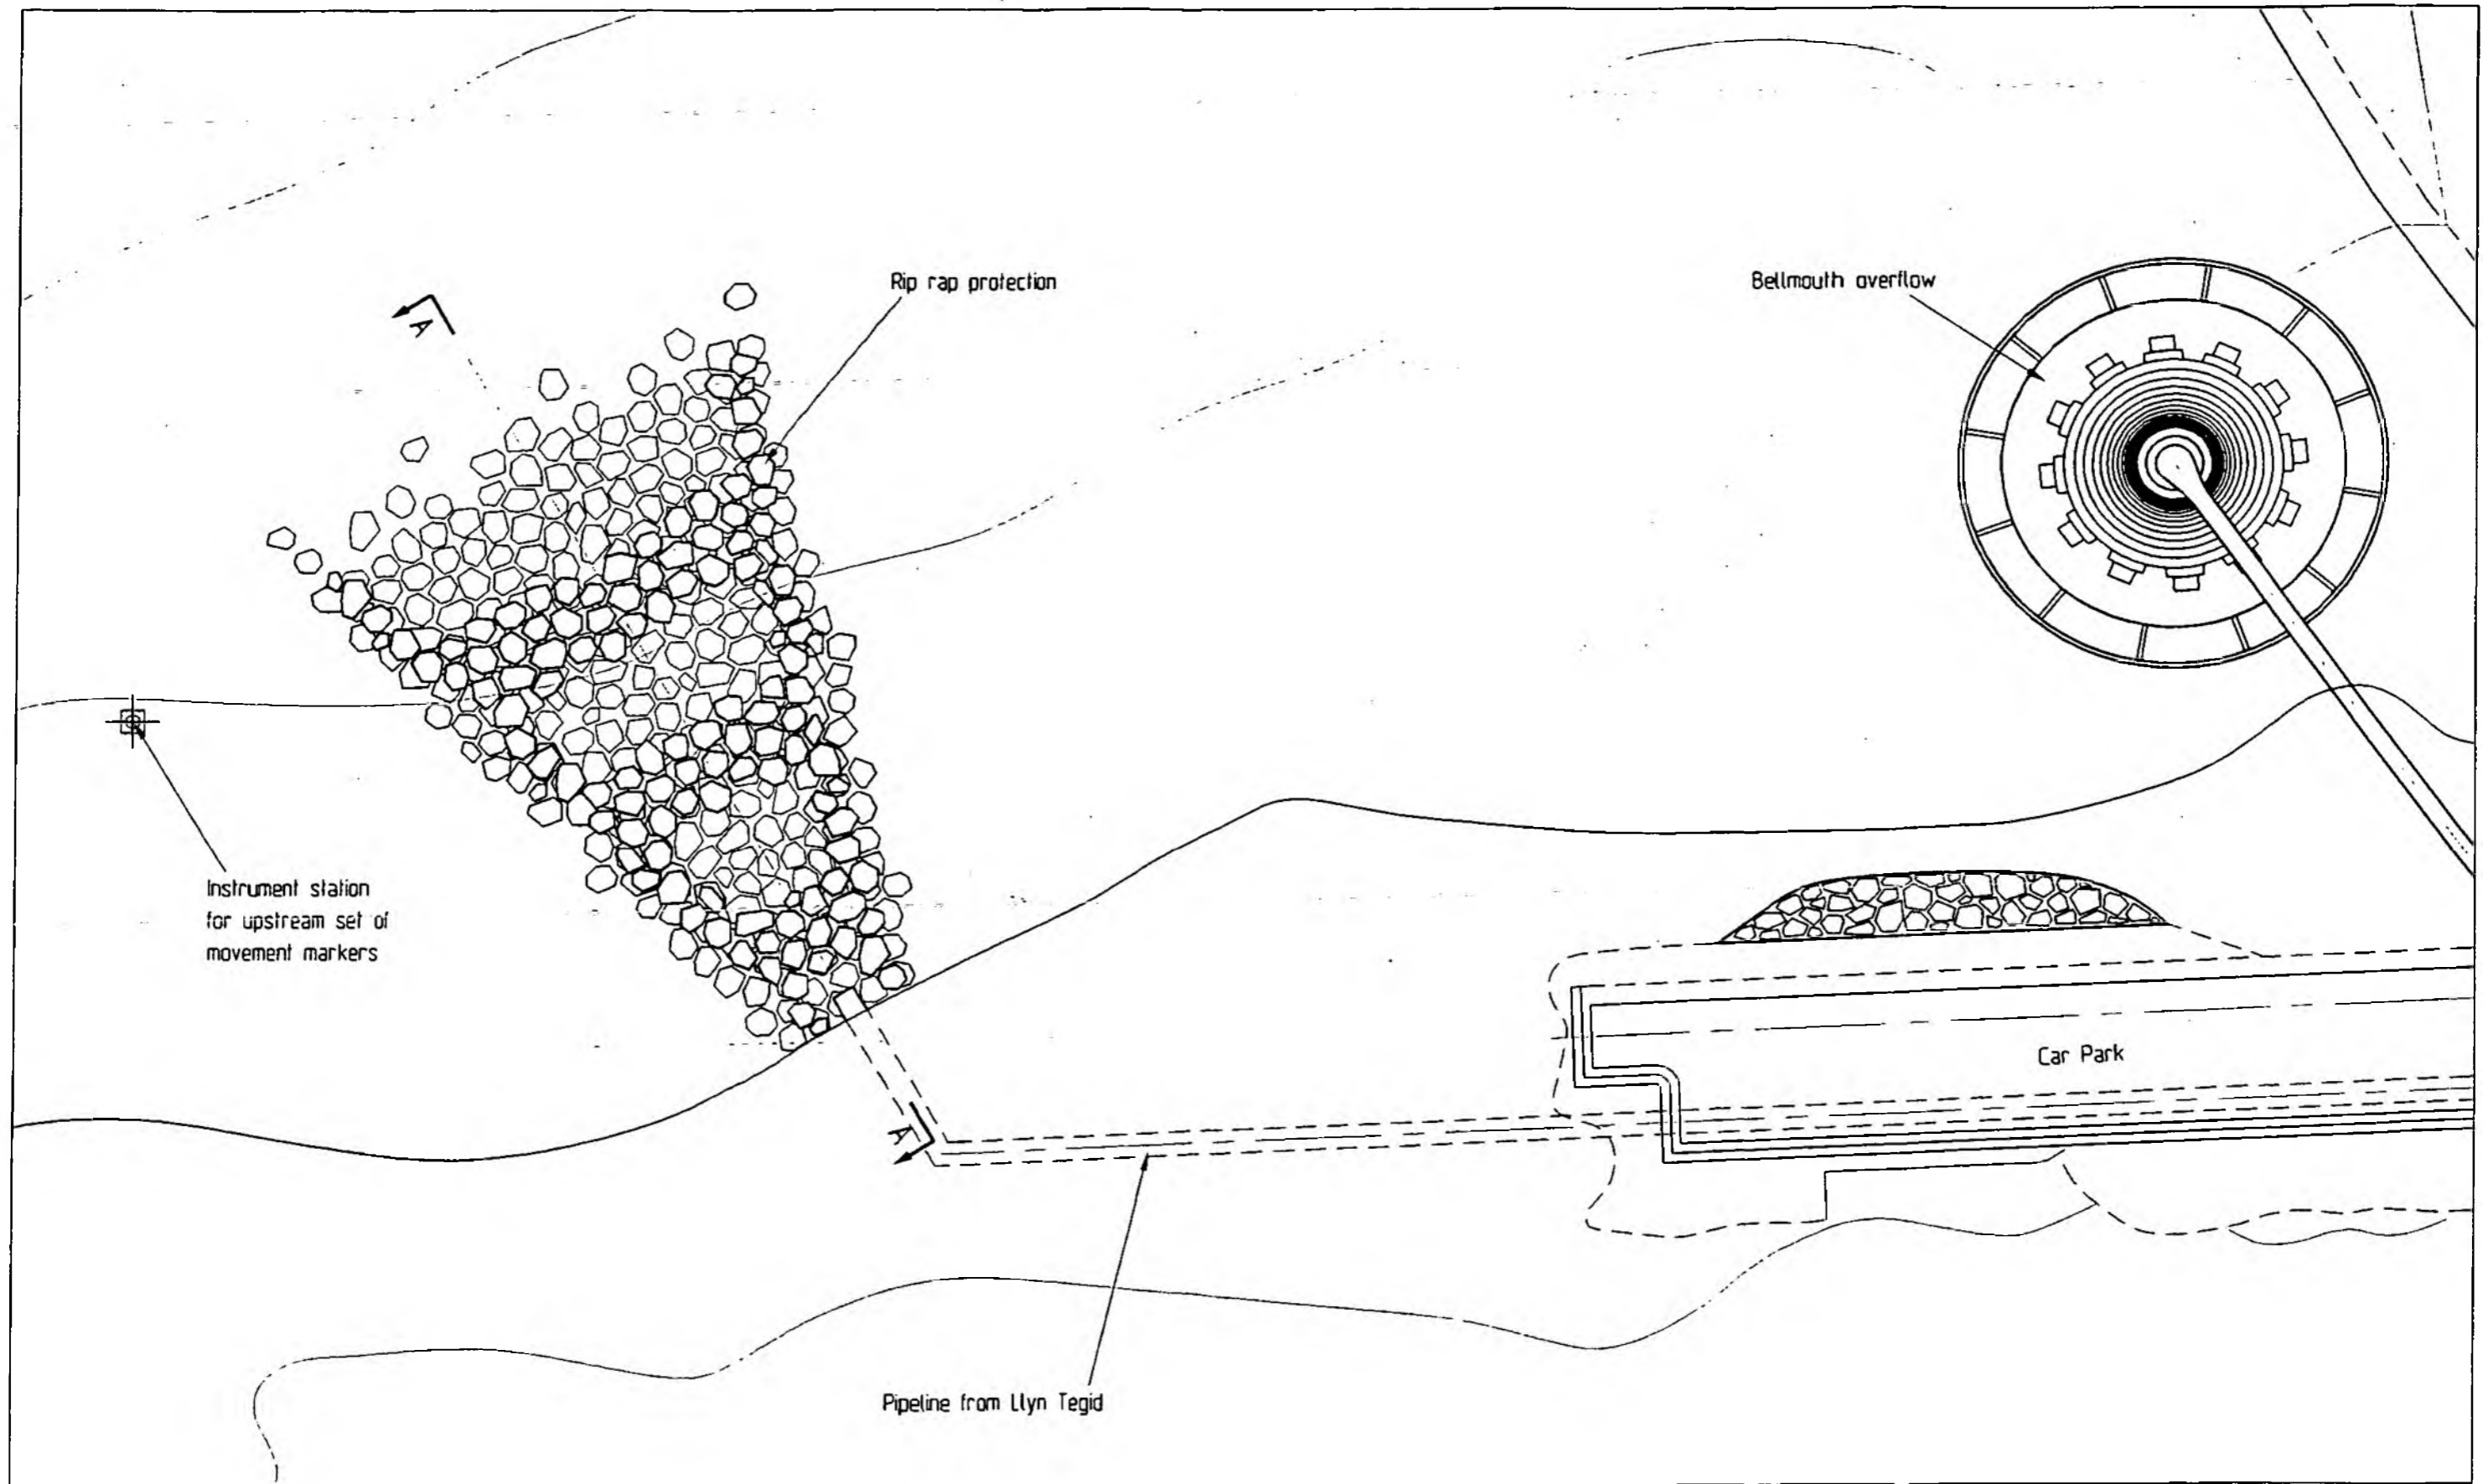 Rip rap protection
Bellmouth overflow
A
Instrument station
for upstream set of
movement markers
Car Park
A
Pipeline from Llyn Tegid